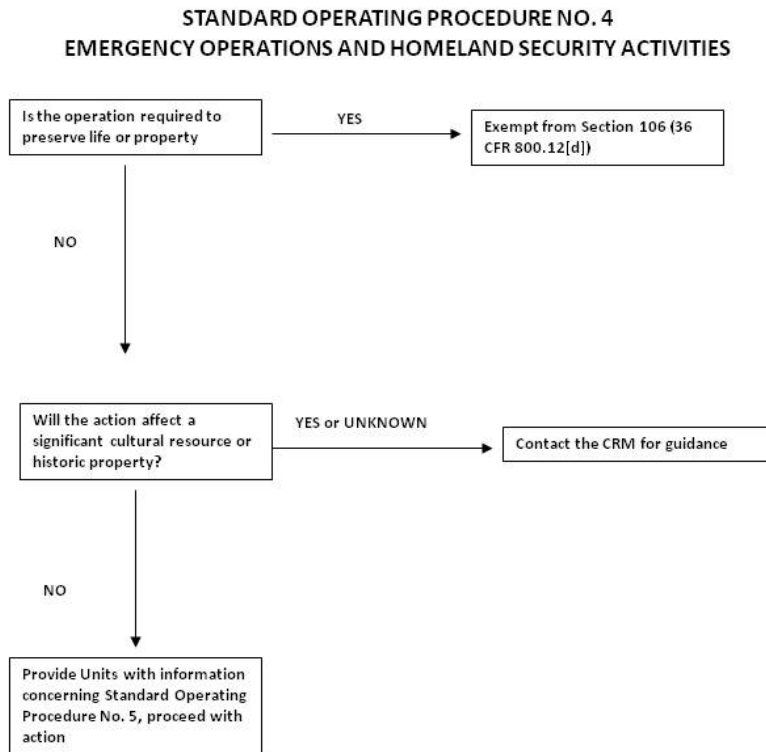 STANDARD OPERATING PROCEDURE NO. 4
EMERGENCY OPERATIONS AND HOMELAND SECURITY ACTIVITIES
Is the operation required to
preserve life or property
YES
Exempt from Section 106 (36
CFR 800.12[d])
NO
Will the action affect a
significant cultural resource or
historic property?
YES or UNKNOWN
Contact the CRM for guidance
NO
Provide Units with information
concerning Standard Operating
Procedure No. 5, proceed with
action